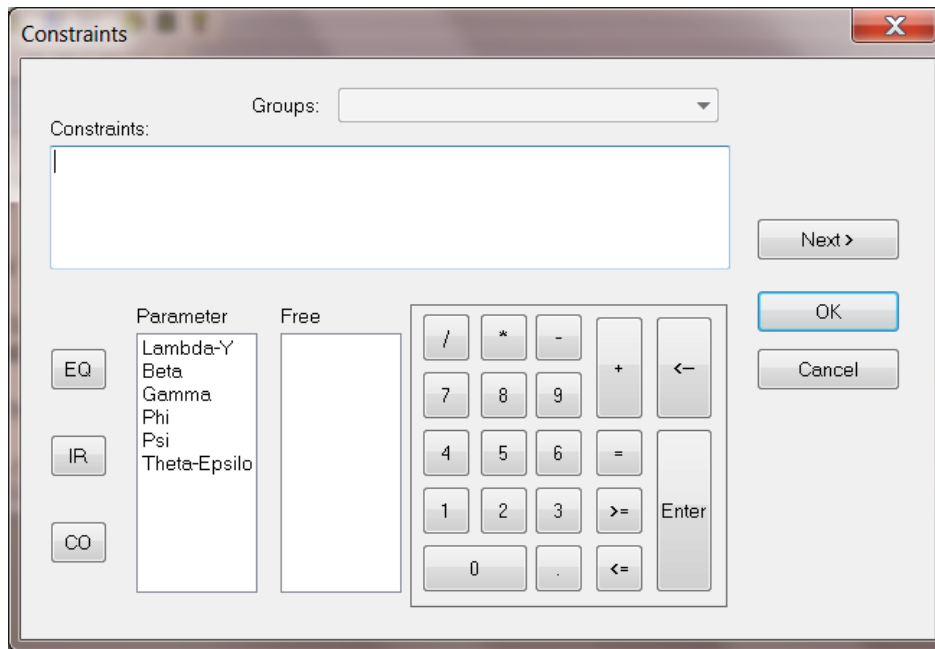 Constraints
X
Groups:
Constraints:
Next >
OK
Cancel
Parameter Free
Lambda-Y
Beta
Gamma
Phi
Psi
Theta-Epsilo
EQ
IR
CO
/ * - + <-
7 8 9
4 5 6 =
1 2 3 >= Enter
0 . <=